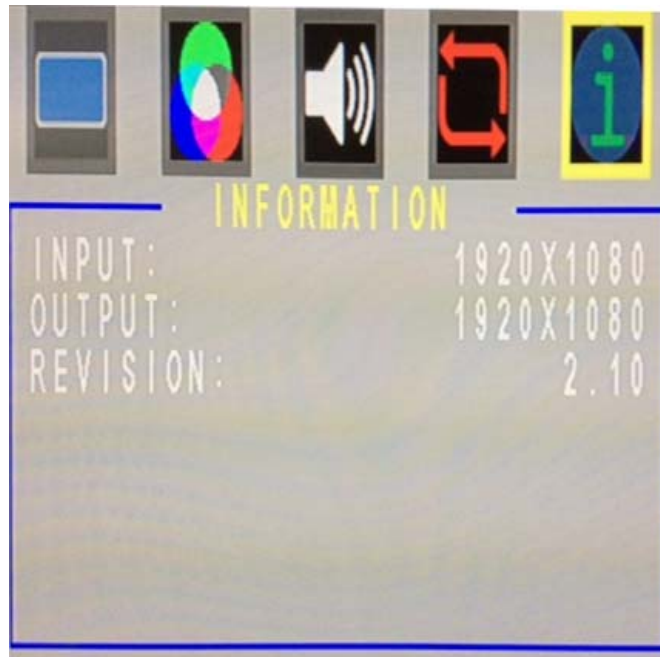 INFORMATION
INPUT: 1920X1080
OUTPUT: 1920X1080
REVISION: 2.10